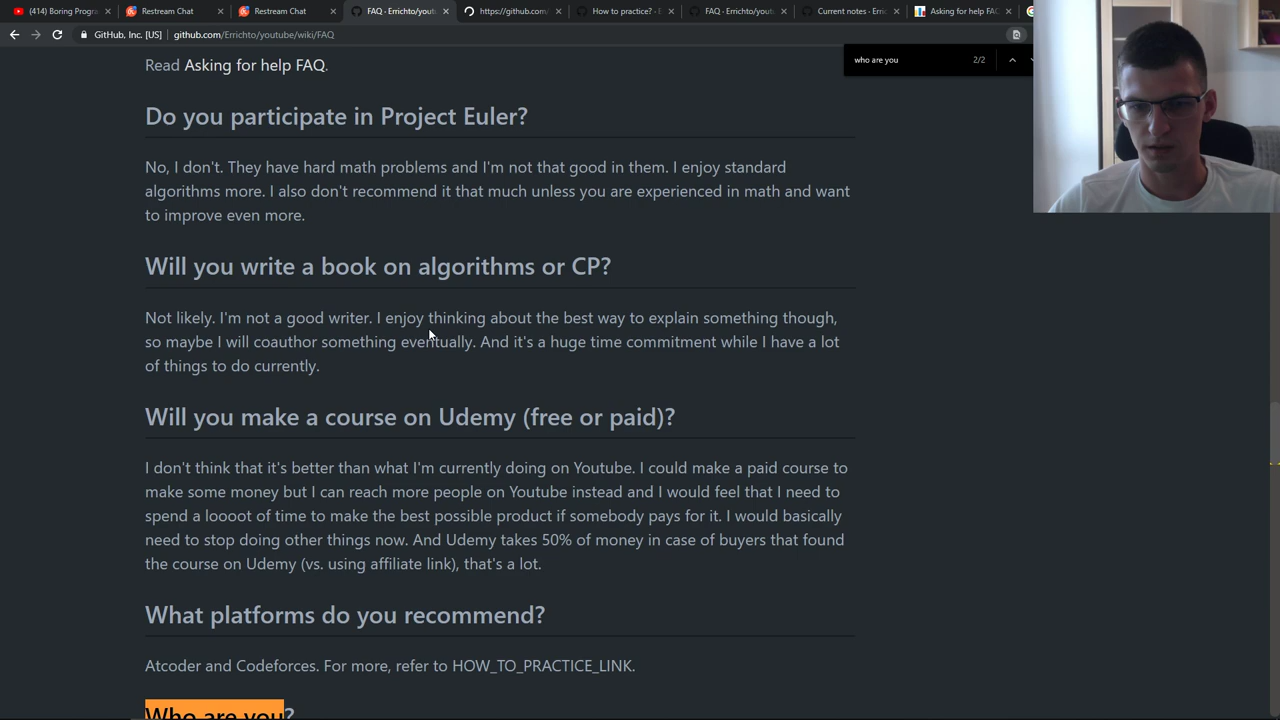 (414) Boring Progra
Restream Chat
Restream Chat
FAQ · Errichto/yout
https://github.com/
How to practice? · E
FAQ · Errichto/yout
Current notes · Erri
Asking for help FAQ
GitHub, Inc. [US]
github.com/Errichto/youtube/wiki/FAQ
who are you
2/2
Read Asking for help FAQ.
Do you participate in Project Euler?
No, I don't. They have hard math problems and I'm not that good in them. I enjoy standard
algorithms more. I also don't recommend it that much unless you are experienced in math and want
to improve even more.
Will you write a book on algorithms or CP?
Not likely. I'm not a good writer. I enjoy thinking about the best way to explain something though,
so maybe I will coauthor something eventually. And it's a huge time commitment while I have a lot
of things to do currently.
Will you make a course on Udemy (free or paid)?
I don't think that it's better than what I'm currently doing on Youtube. I could make a paid course to
make some money but I can reach more people on Youtube instead and I would feel that I need to
spend a loooot of time to make the best possible product if somebody pays for it. I would basically
need to stop doing other things now. And Udemy takes 50% of money in case of buyers that found
the course on Udemy (vs. using affiliate link), that's a lot.
What platforms do you recommend?
Atcoder and Codeforces. For more, refer to HOW_TO_PRACTICE_LINK.
Who are you?